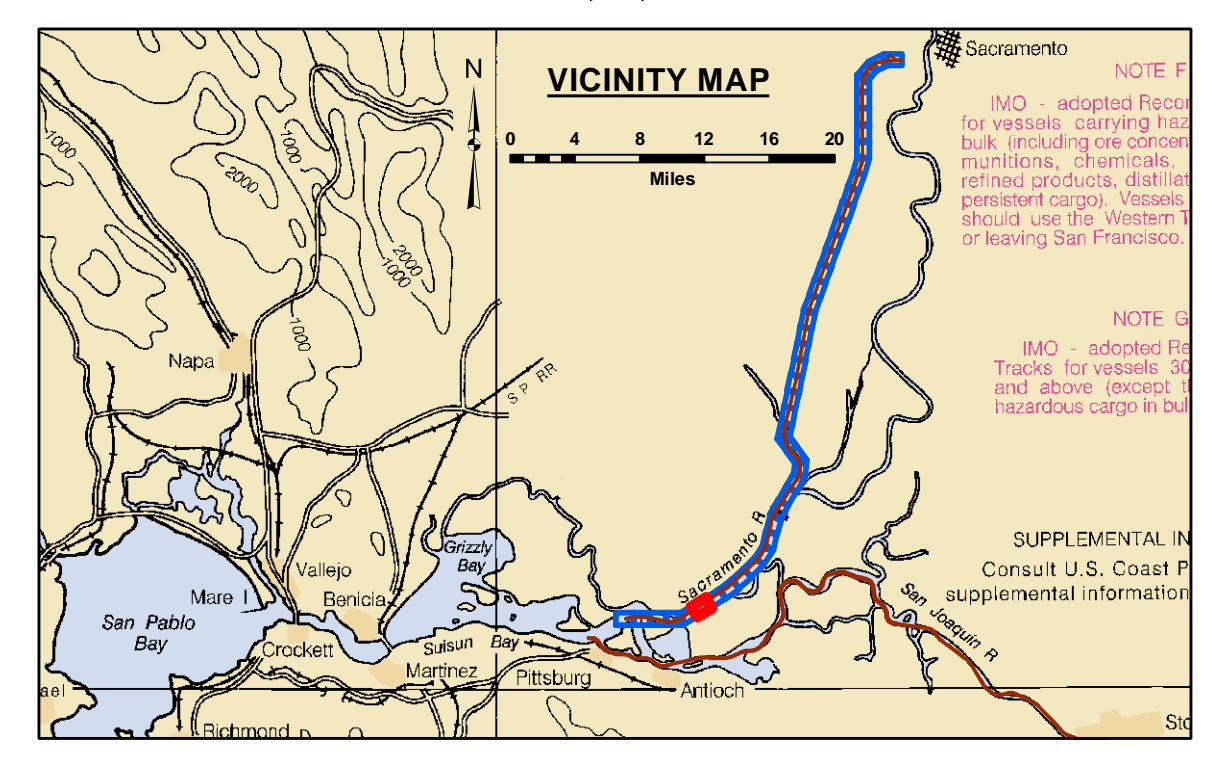 Sacramento
N
VICINITY MAP
0 4 8 12 16 20
Miles
NOTE F
IMO - adopted Recor
for vessels carrying haz
bulk (including ore concen
munitions, chemicals,
refined products, distillat
persistent cargo). Vessels
should use the Western T
or leaving San Francisco.
1000
2000
1000
2000
1000
1000
NOTE G
IMO - adopted Re
Tracks for vessels 30
and above (except th
hazardous cargo in bul
Napa
S P RR
Grizzly
Bay
Sacramento R
SUPPLEMENTAL IN
Consult U.S. Coast P
supplemental information
Vallejo
Mare I
Benicia
San Pablo
Bay
Crockett
Suisun Bay
Martinez
Pittsburg
Antioch
San Joaquin R
ael
Richmond
Sto